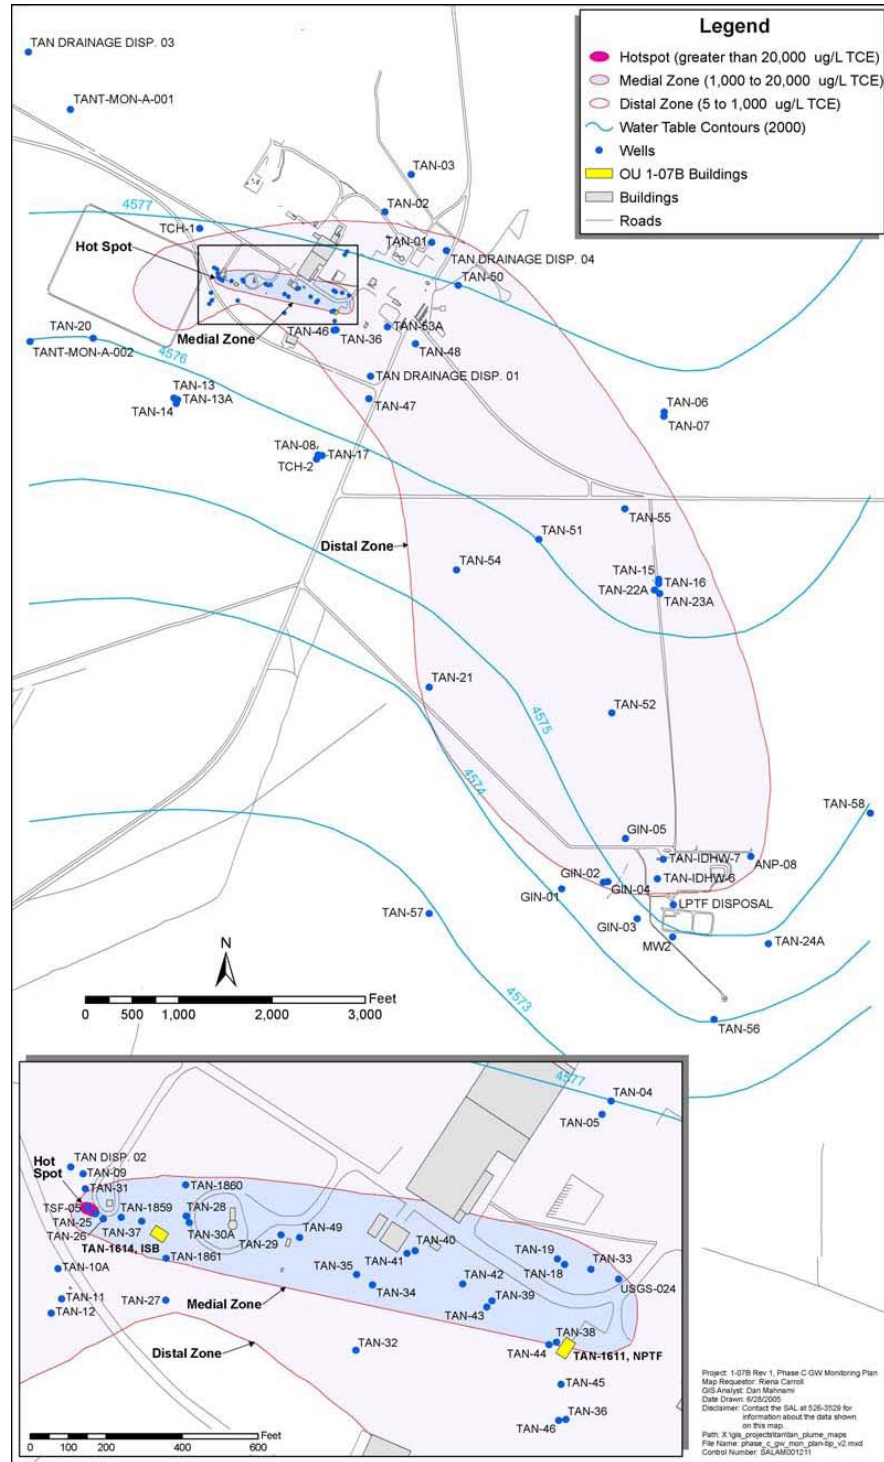 Legend
Hotspot (greater than 20,000 ug/L TCE)
Medial Zone (1,000 to 20,000 ug/L TCE)
Distal Zone (5 to 1,000 ug/L TCE)
Water Table Contours (2000)
Wells
OU 1-07B Buildings
Buildings
Roads
TAN DRAINAGE DISP. 03
TANT-MON-A-001
TAN-03
TAN-02
4577
TCH-1
TAN-01
Hot Spot
TAN DRAINAGE DISP. 04
TAN-50
TAN-20
TAN-46
TAN-53A
Medial Zone
TAN-36
TANT-MON-A-002
4576
TAN-48
TAN DRAINAGE DISP. 01
TAN-13
TAN-13A
TAN-14
TAN-47
TAN-06
TAN-07
TAN-08
TAN-17
TCH-2
TAN-55
TAN-51
Distal Zone
TAN-54
TAN-15
TAN-16
TAN-22A
TAN-23A
TAN-21
TAN-52
4575
4574
TAN-58
GIN-05
TAN-IDHW-7
ANP-08
GIN-02
TAN-IDHW-6
GIN-04
GIN-01
LPTF DISPOSAL
TAN-57
GIN-03
MW2
TAN-24A
N
Feet
0 500 1,000 2,000 3,000
4573
TAN-56
4577
TAN-04
TAN-05
TAN DISP. 02
Hot
Spot
TAN-09
TAN-31
TAN-1860
TSF-05
TAN-1859
TAN-28
TAN-25
TAN-37
TAN-30A
TAN-49
TAN-26
TAN-29
TAN-40
TAN-1614, ISB
TAN-41
TAN-19
TAN-1861
TAN-18
TAN-33
TAN-10A
TAN-35
TAN-42
USGS-024
TAN-34
TAN-39
TAN-11
TAN-27
Medial Zone
TAN-43
TAN-12
TAN-38
Distal Zone
TAN-32
TAN-44
TAN-1611, NPTF
TAN-45
TAN-36
TAN-46
Feet
0 50 100 200 400 600
Project: 1-07B Rev 1, Phase C GW Monitoring Plan
Map Requestor: Riena Carroll
GIS Analyst: Dan Mahnami
Date Drawn: 6/28/2005
Disclaimer: Contact the SAL at 526-3529 for
information about the data shown
on this map.
Path: X:\gis_projects\tan\tan_plume_maps
File Name: phase_c_gw_mon_plan-bp_v2.mxd
Control Number: SALAM001211